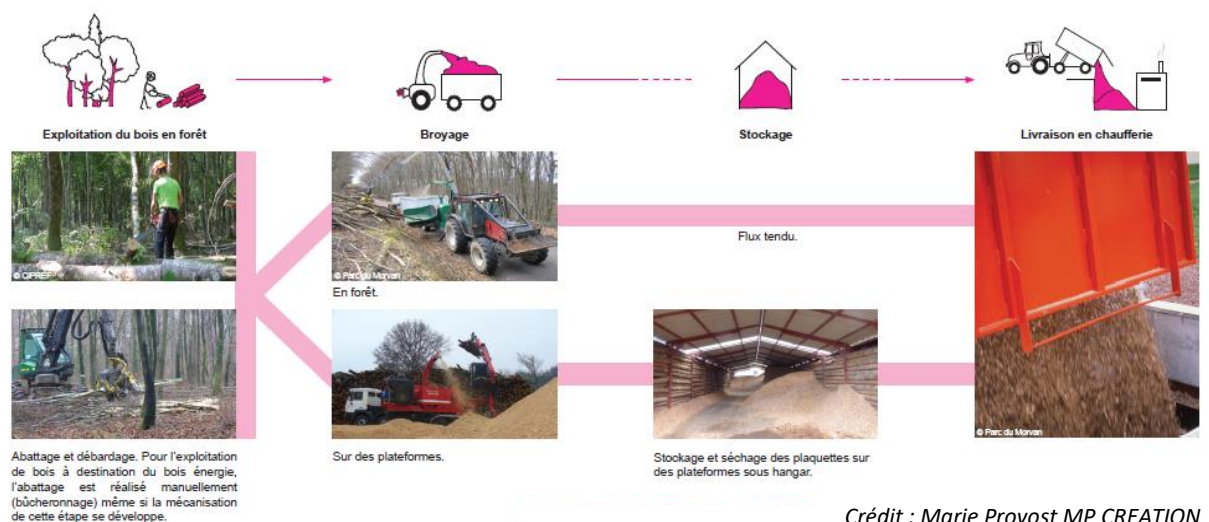 Exploitation du bois en forêt
Broyage
Stockage
Livraison en chaufferie
© CIPREF
© Parc du Morvan
En forêt.
Flux tendu.
© Parc du Morvan
Abattage et débardage. Pour l'exploitation
de bois à destination du bois énergie,
l'abattage est réalisé manuellement
(bûcheronnage) même si la mécanisation
de cette étape se développe.
Sur des plateformes.
Stockage et séchage des plaquettes sur
des plateformes sous hangar.
Crédit : Marie Provost MP CREATION